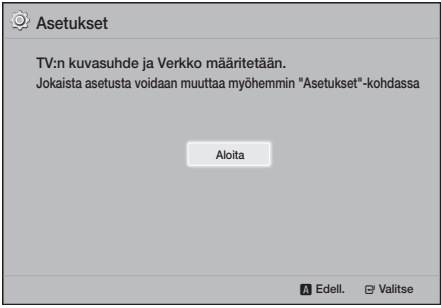 Asetukset
TV:n kuvasuhde ja Verkko määritetään.
Jokaista asetusta voidaan muuttaa myöhemmin "Asetukset"-kohdassa
Aloita
A Edell. Valitse